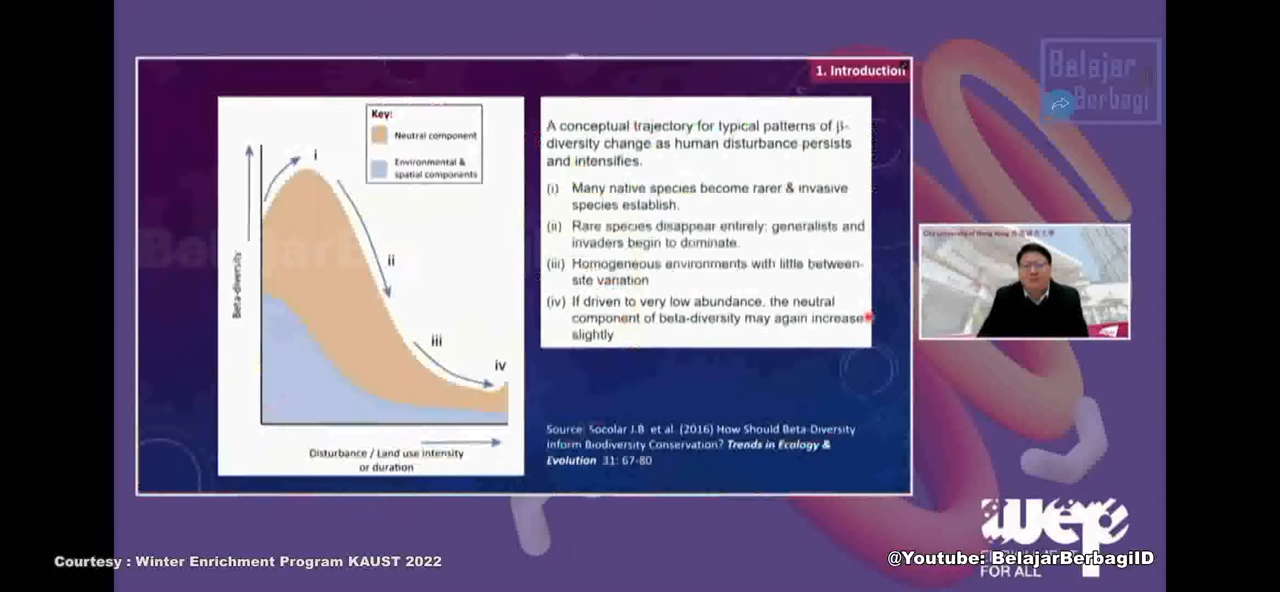 Belajar
Berbagi
1. Introduction
Key:
Neutral component
Environmental &
spatial components
i
ii
iii
iv
Beta-diversity
Disturbance / Land use intensity
or duration
A conceptual trajectory for typical patterns of β-
diversity change as human disturbance persists
and intensifies.
(i) Many native species become rarer & invasive
species establish.
(ii) Rare species disappear entirely; generalists and
invaders begin to dominate.
(iii) Homogeneous environments with little between-
site variation
(iv) If driven to very low abundance, the neutral
component of beta-diversity may again increase
slightly
Source: Socolar J.B. et al. (2016) How Should Beta-Diversity
Inform Biodiversity Conservation? Trends in Ecology &
Evolution 31: 67-80
City University of Hong Kong
wep
FOR ALL
Courtesy : Winter Enrichment Program KAUST 2022
@Youtube: BelajarBerbagiID